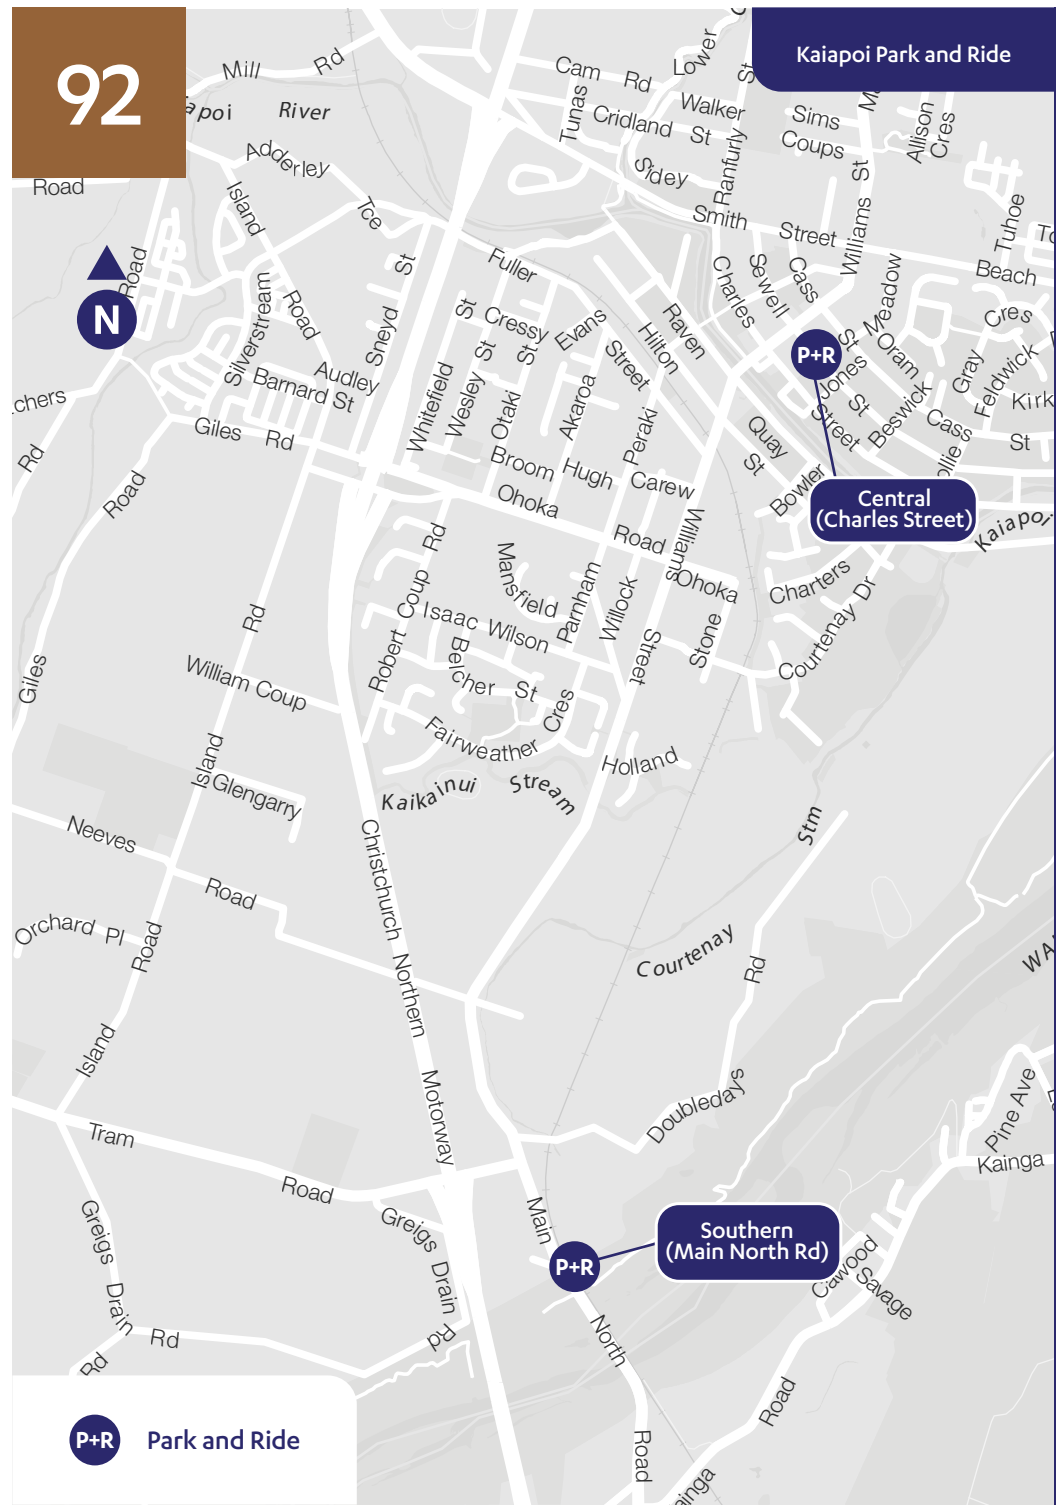 92
Kaiapoi Park and Ride
Mill Rd
River
Road
Adderley
Tce
Island
Road
Road
N
Silverstream
Barnard St
Audley
Sneyd
St
Giles Rd
Rd
Road
Giles
Cam Rd
Lower
St
Tunas
Cridland St
Walker
Sims
Coups
Allison
Cres
Sidey
Ranfurly
Smith Street
Williams St
Tuhoe
Beach
Fuller
Charles
Sewell
Cass
Meadow
Cres
Cressy
St
Evans
Street
Hilton
Raven
Whitefield
St
Wesley
St
Otaki
Akaroa
Peraki
P+R
St
Oram
Jones
St
Street
Gray
Feldwick
Kirk
Beswick
Cass
St
Quay
St
Bowler
Central
(Charles Street)
Kaiapoi
Broom
Hugh
Carew
Ohoka
Road
Williams
Ohoka
Charters
Courtenay Dr
Robert Coup Rd
Mansfield
Isaac Wilson
Parnham
Willock
Street
Stone
Belcher St
Cres
Fairweather
Holland
Rd
William Coup
Island
Glengarry
Kaikainui Stream
Neeves
Road
Orchard Pl
Road
Island
Christchurch Northern Motorway
Stm
Courtenay
Rd
Doubledays
Tram
Road
Greigs
Drain
Rd
Rd
Greigs
Drain
Rd
Main
P+R
Southern
(Main North Rd)
North
Road
Pine Ave
Kainga
Cawood
Savage
Road
P+R Park and Ride